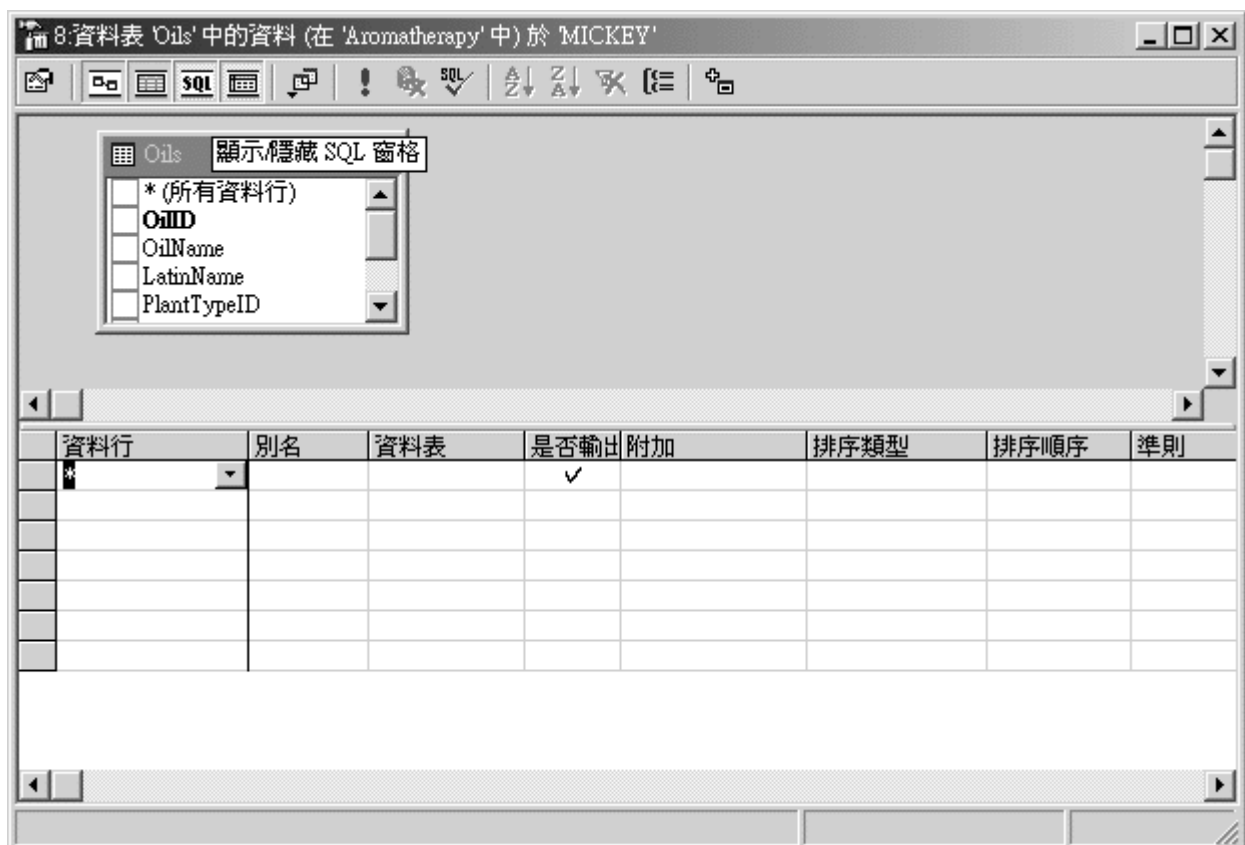 8:資料表 'Oils' 中的資料 (在 'Aromatherapy' 中) 於 'MICKEY'
SQL SQL A Z Z A
Oils 顯示/隱藏 SQL 窗格
* (所有資料行)
OilID
OilName
LatinName
PlantTypeID
資料行 別名 資料表 是否輸出 附加 排序類型 排序順序 準則
*